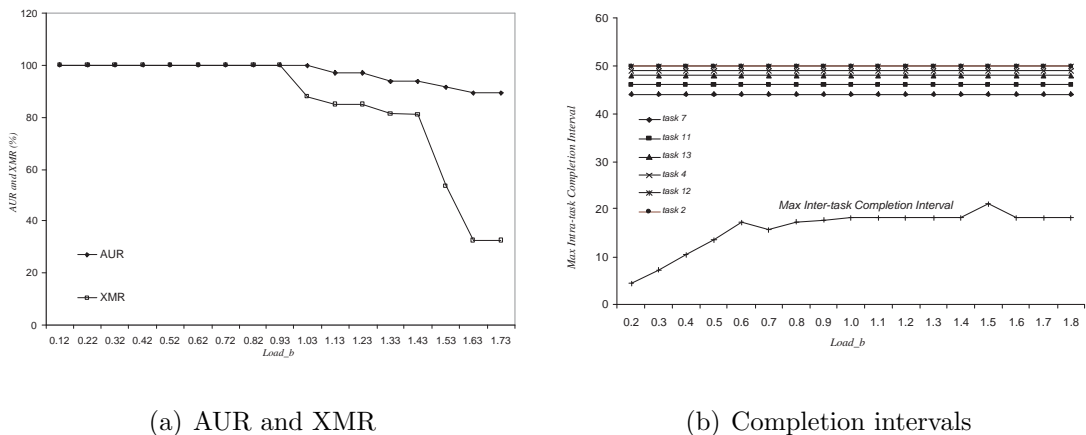 120
100
80
60
40
20
0
AUR and XMR (%)
AUR
XMR
0.12 0.22 0.32 0.42 0.52 0.62 0.72 0.82 0.93 1.03 1.13 1.23 1.33 1.43 1.53 1.63 1.73
Load_b
(a) AUR and XMR
60
50
40
30
20
10
0
Max Intra-task Completion Interval
task 7
task 11
task 13
task 4
task 12
task 2
Max Inter-task Completion Interval
0.2 0.3 0.4 0.5 0.6 0.7 0.8 0.9 1.0 1.1 1.2 1.3 1.4 1.5 1.6 1.7 1.8
Load_b
(b) Completion intervals